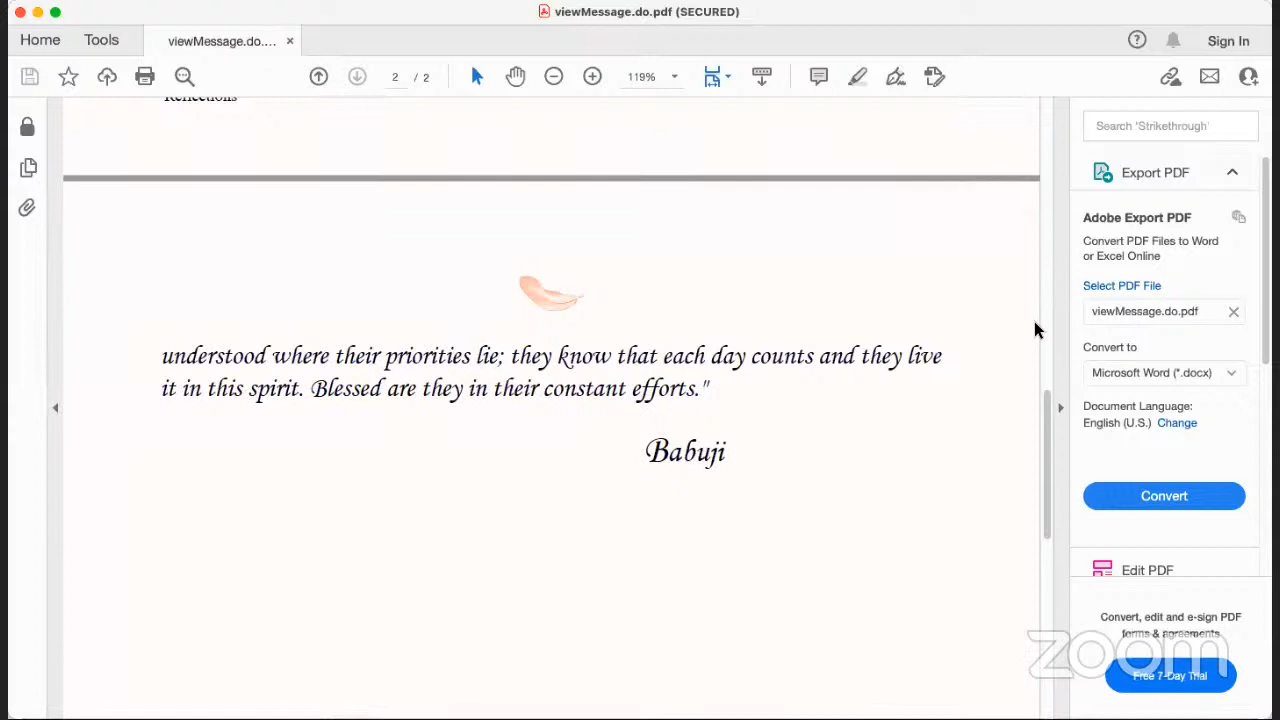 viewMessage.do.pdf (SECURED)
Home Tools viewMessage.do.... × Sign In
2 / 2 119%
Reflections
Search 'Strikethrough'
Export PDF
Adobe Export PDF
Convert PDF Files to Word
or Excel Online
Select PDF File
viewMessage.do.pdf
Convert to
Microsoft Word (*.docx)
Document Language:
English (U.S.) Change
Convert
Edit PDF
Convert, edit and e-sign PDF
forms & agreements
Free 7-Day Trial
understood where their priorities lie; they know that each day counts and they live
it in this spirit. Blessed are they in their constant efforts."
Babuji
zoom